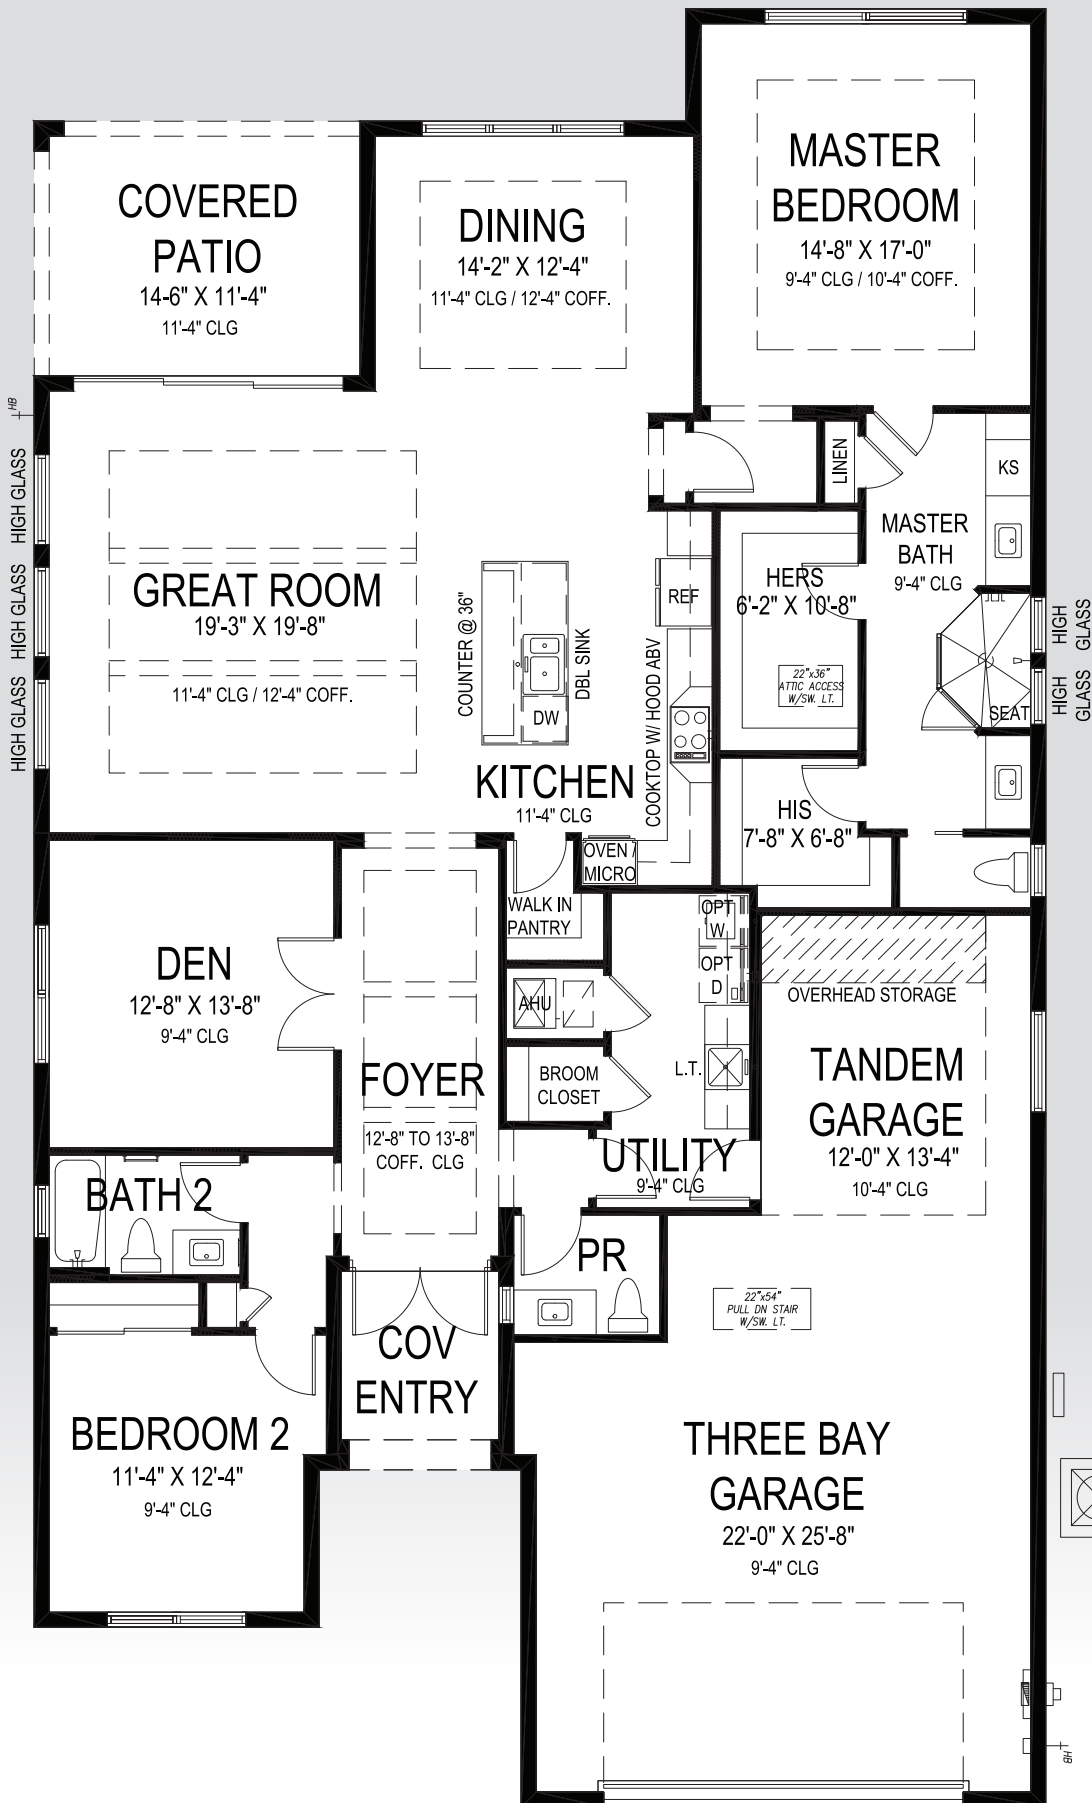 MASTER
BEDROOM
14'-8" X 17'-0"
9'-4" CLG / 10'-4" COFF.
COVERED
PATIO
14-6" X 11'-4"
11'-4" CLG
DINING
14'-2" X 12'-4"
11'-4" CLG / 12'-4" COFF.
HB
HIGH GLASS
HIGH GLASS
HIGH GLASS
GREAT ROOM
19'-3" X 19'-8"
11'-4" CLG / 12'-4" COFF.
LINEN
KS
MASTER
BATH
9'-4" CLG
HERS
6'-2" X 10'-8"
22"x36"
ATTIC ACCESS
W/SW. LT.
SEAT
HIGH
GLASS
HIGH
GLASS
COUNTER @ 36"
DBL SINK
DW
REF
COOKTOP W/ HOOD ABV
KITCHEN
11'-4" CLG
OVEN /
MICRO
HIS
7'-8" X 6'-8"
WALK IN
PANTRY
OPT
W
OPT
D
OVERHEAD STORAGE
DEN
12'-8" X 13'-8"
9'-4" CLG
AHU
BROOM
CLOSET
L.T.
FOYER
12'-8" TO 13'-8"
COFF. CLG
TANDEM
GARAGE
12'-0" X 13'-4"
10'-4" CLG
UTILITY
9'-4" CLG
BATH 2
PR
22"x54"
PULL DN STAIR
W/SW. LT.
COV
ENTRY
BEDROOM 2
11'-4" X 12'-4"
9'-4" CLG
THREE BAY
GARAGE
22'-0" X 25'-8"
9'-4" CLG
HB